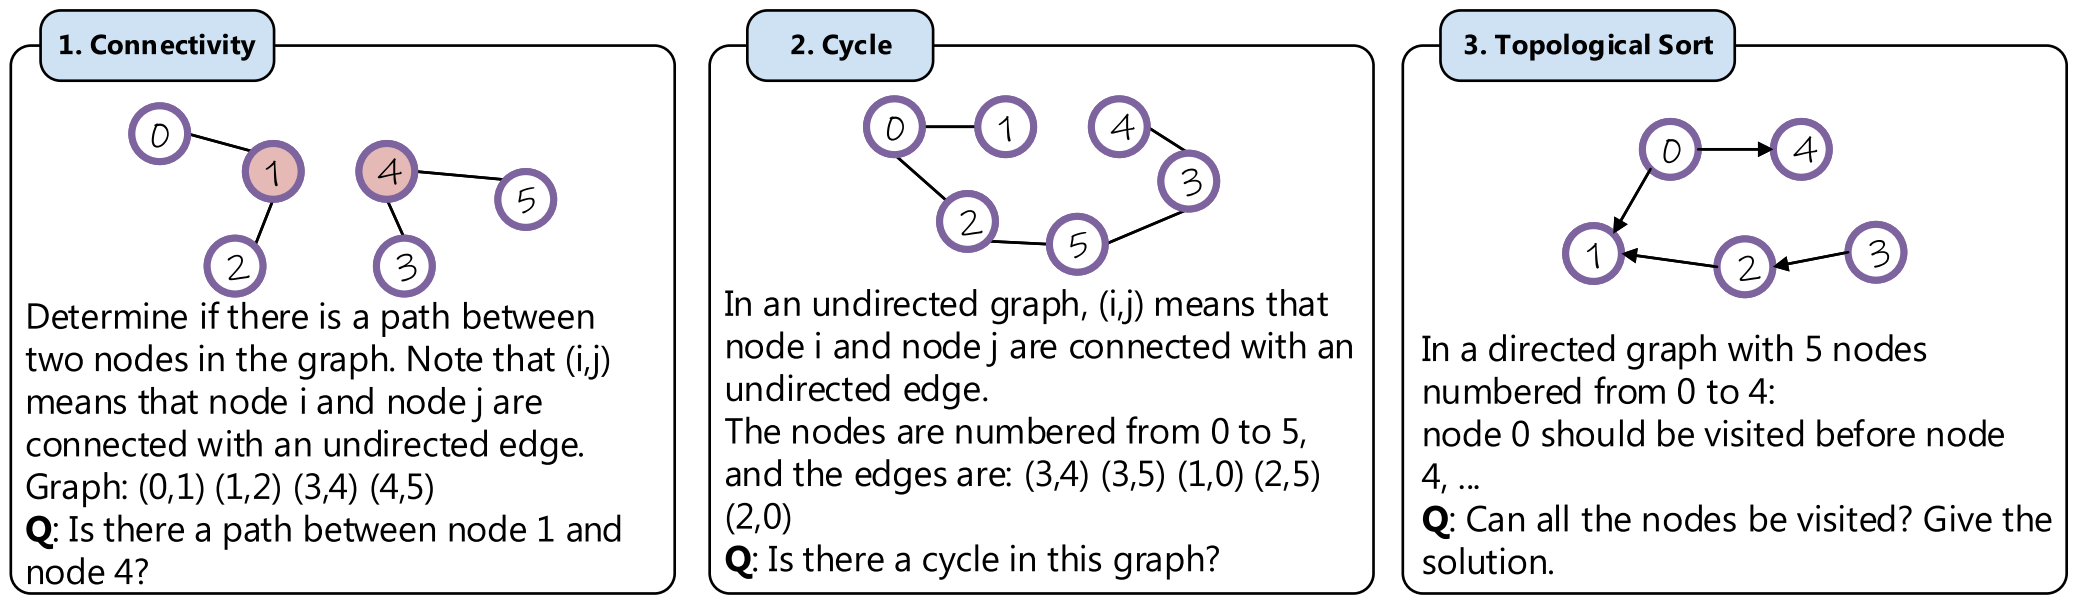 1. Connectivity
0
1
4
5
2
3
Determine if there is a path between
two nodes in the graph. Note that (i,j)
means that node i and node j are
connected with an undirected edge.
Graph: (0,1) (1,2) (3,4) (4,5)
Q: Is there a path between node 1 and
node 4?
2. Cycle
0
1
4
3
2
5
In an undirected graph, (i,j) means that
node i and node j are connected with an
undirected edge.
The nodes are numbered from 0 to 5,
and the edges are: (3,4) (3,5) (1,0) (2,5)
(2,0)
Q: Is there a cycle in this graph?
3. Topological Sort
0
4
1
2
3
In a directed graph with 5 nodes
numbered from 0 to 4:
node 0 should be visited before node
4, ...
Q: Can all the nodes be visited? Give the
solution.